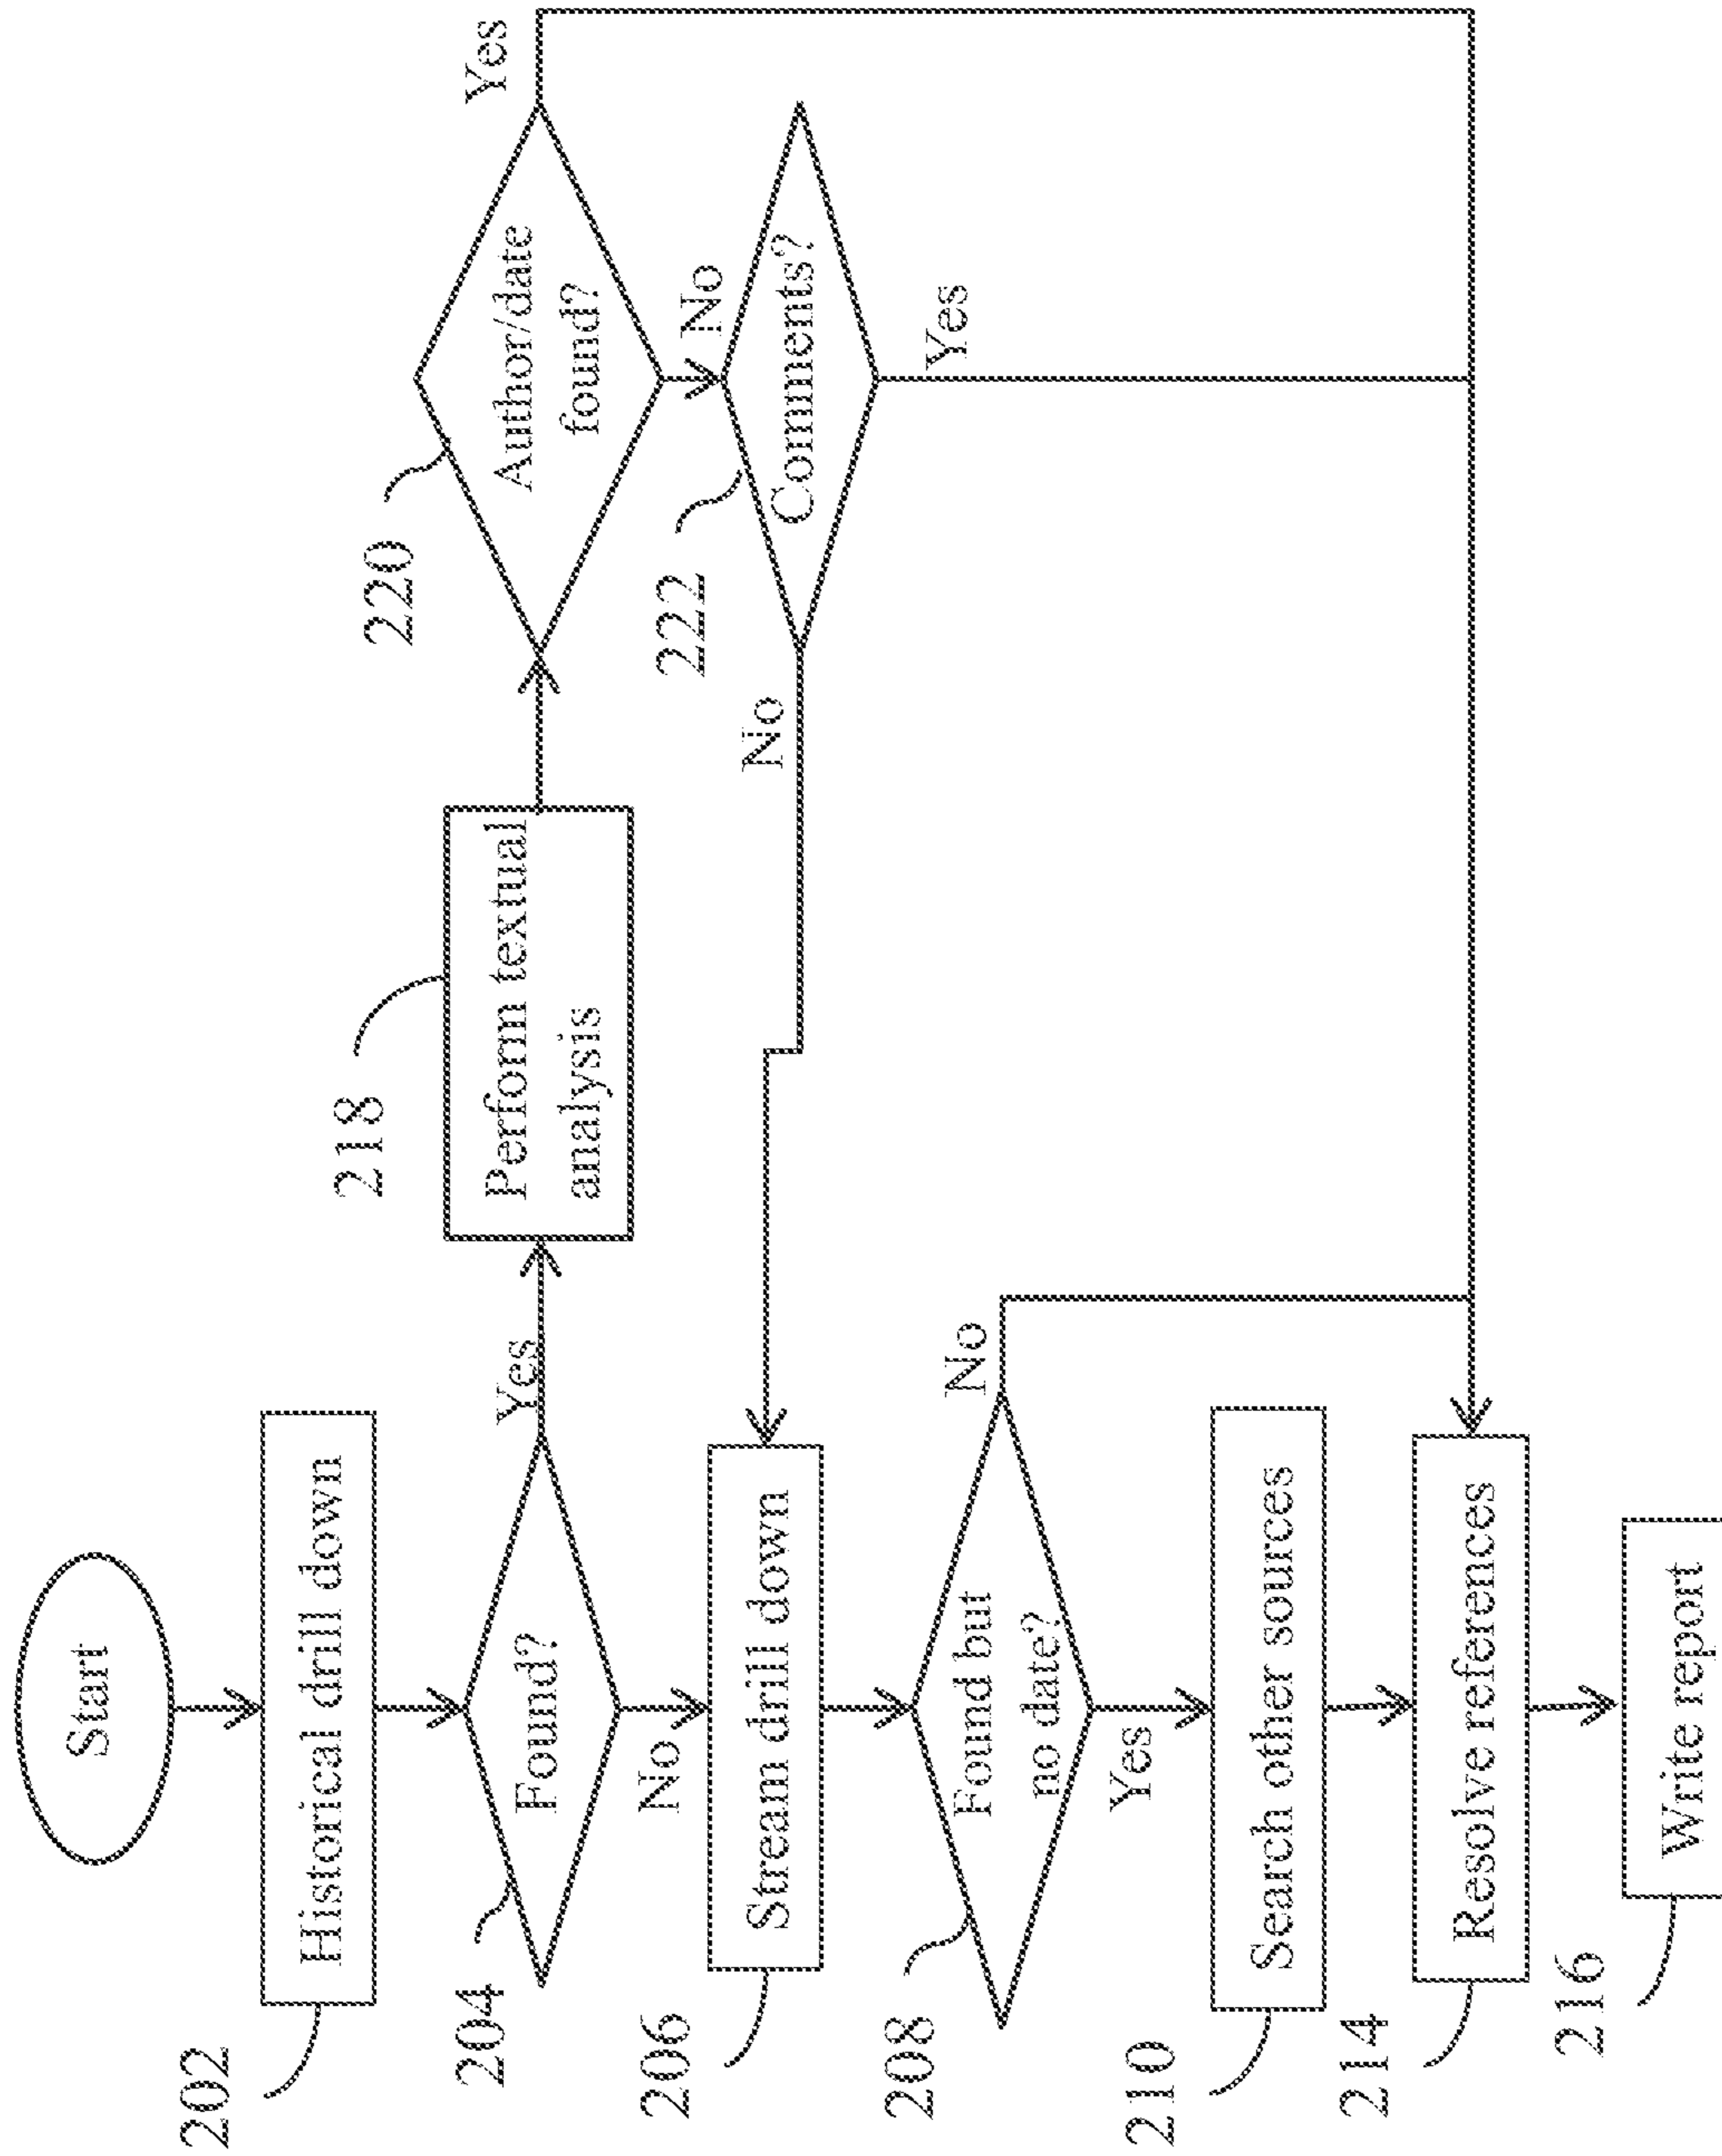 Start
202
Historical drill down
204
Found?
Yes
No
218
Perform textual
analysis
220
Author/date
found?
Yes
No
222
Comments?
No
Yes
206
Stream drill down
208
Found but
no date?
No
Yes
210
Search other sources
214
Resolve references
216
Write report